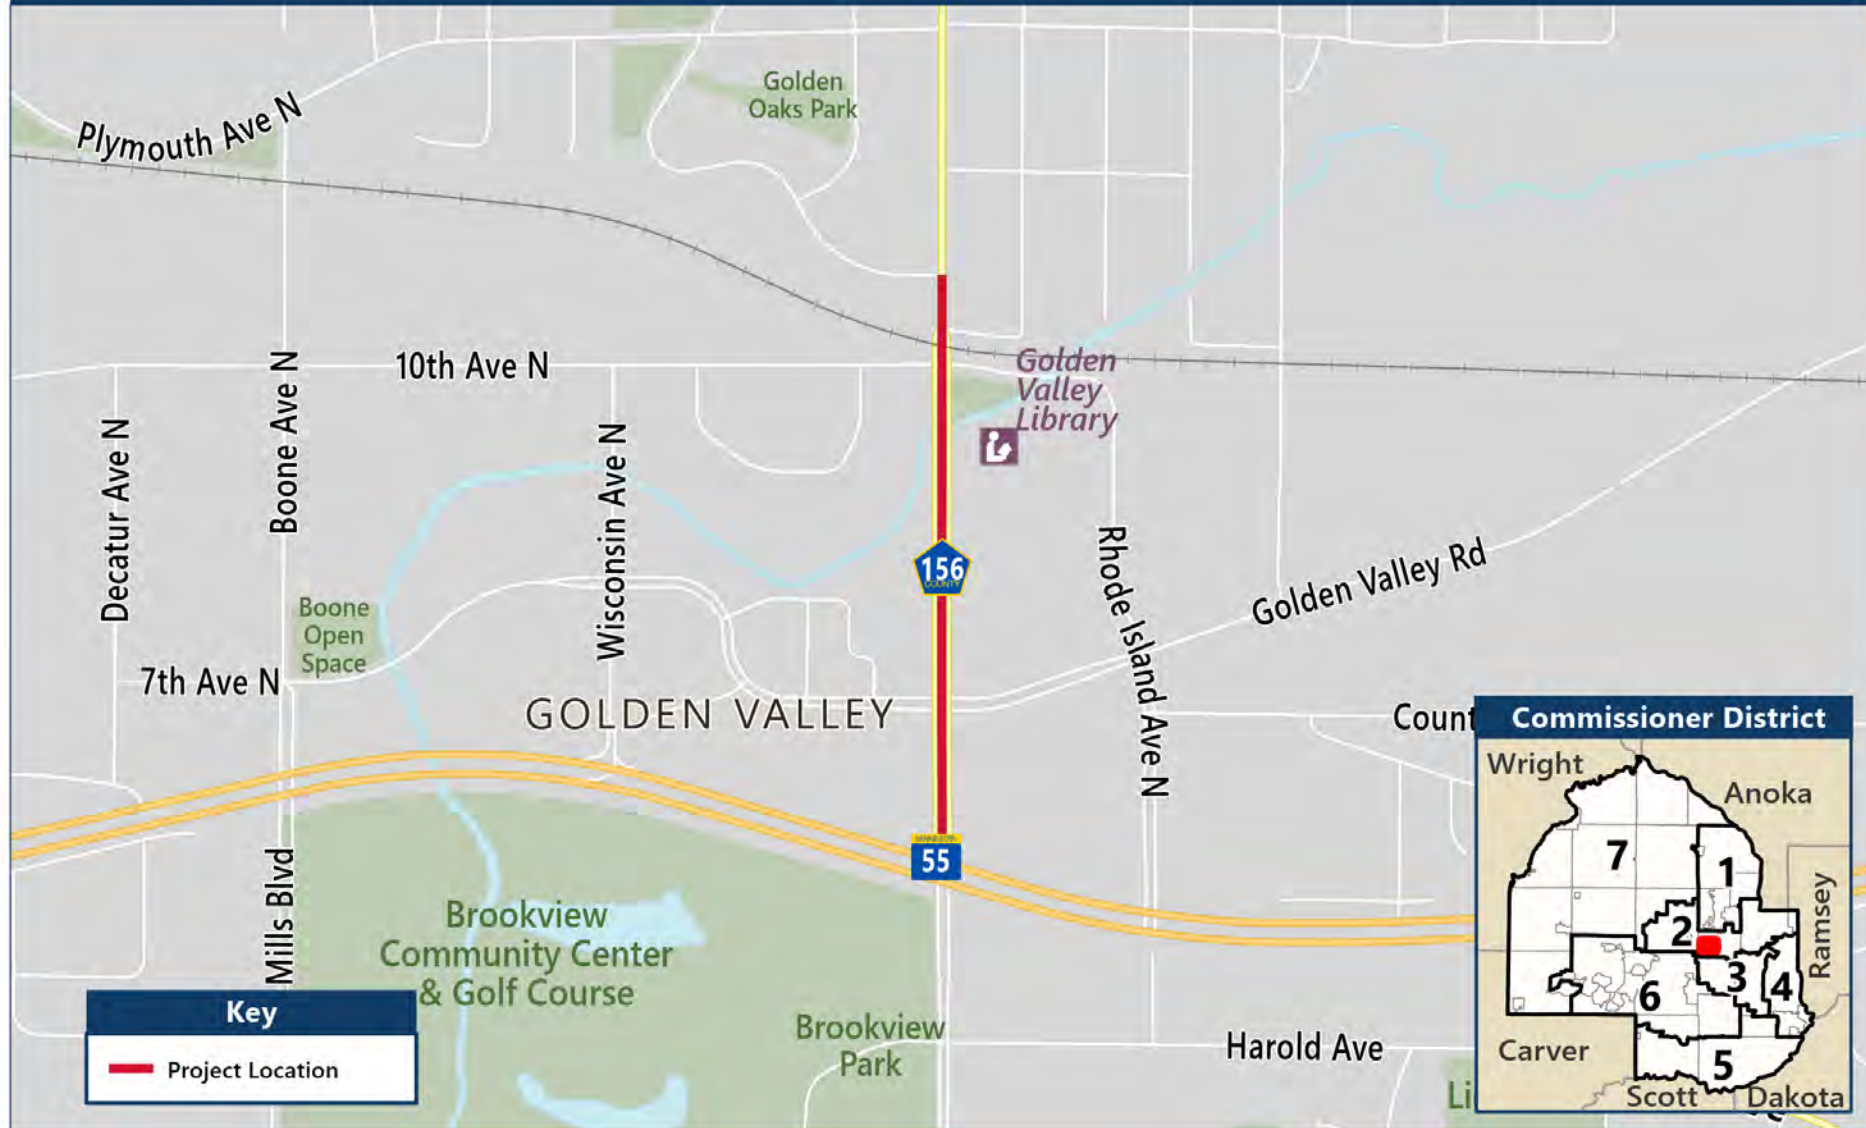 Golden
Oaks Park
Plymouth Ave N
10th Ave N
Golden
Valley
Library
Decatur Ave N
Boone Ave N
Wisconsin Ave N
156
COUNTY
Rhode Island Ave N
Golden Valley Rd
Boone
Open
Space
7th Ave N
GOLDEN VALLEY
Count
MINNESOTA
55
Mills Blvd
Brookview
Community Center
& Golf Course
Brookview
Park
Harold Ave
Li
Key
Project Location
Commissioner District
Wright
Anoka
7
1
2
Ramsey
3
4
6
Carver
5
Scott
Dakota